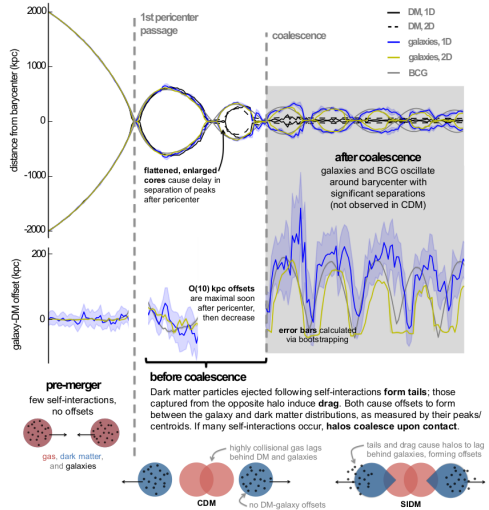 1st pericenter
passage
coalescence
DM, 1D
DM, 2D
galaxies, 1D
galaxies, 2D
BCG
distance from barycenter (kpc)
2000
1000
0
-1000
-2000
flattened, enlarged
cores cause delay in
separation of peaks
after pericenter
after coalescence
galaxies and BCG oscillate
around barycenter with
significant separations
(not observed in CDM)
galaxy-DM offset (kpc)
200
0
O(10) kpc offsets
are maximal soon
after pericenter,
then decrease
error bars calculated
via bootstrapping
pre-merger
few self-interactions,
no offsets
gas, dark matter,
and galaxies
before coalescence
Dark matter particles ejected following self-interactions form tails; those
captured from the opposite halo induce drag. Both cause offsets to form
between the galaxy and dark matter distributions, as measured by their peaks/
centroids. If many self-interactions occur, halos coalesce upon contact.
highly collisional gas lags
behind DM and galaxies
CDM
no DM-galaxy offsets
tails and drag cause halos to lag
behind galaxies, forming offsets
SIDM